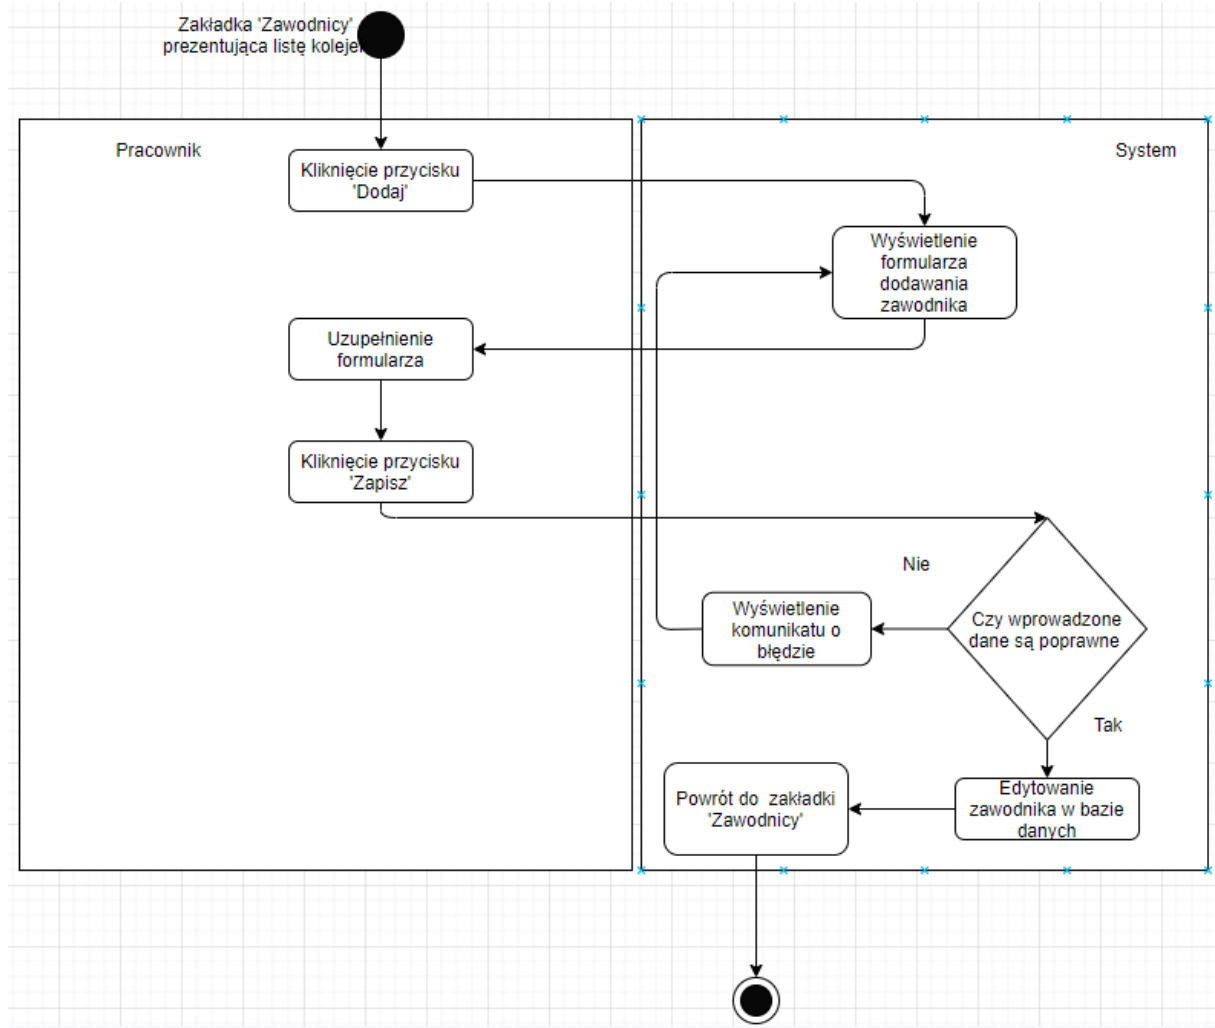 Zakładka 'Zawodnicy'
prezentująca listę kolejek
Pracownik
System
Kliknięcie przycisku
'Dodaj'
Wyświetlenie
formularza
dodawania
zawodnika
Uzupełnienie
formularza
Kliknięcie przycisku
'Zapisz'
Nie
Czy wprowadzone
dane są poprawne
Wyświetlenie
komunikatu o
błędzie
Tak
Edytowanie
zawodnika w bazie
danych
Powrót do zakładki
'Zawodnicy'